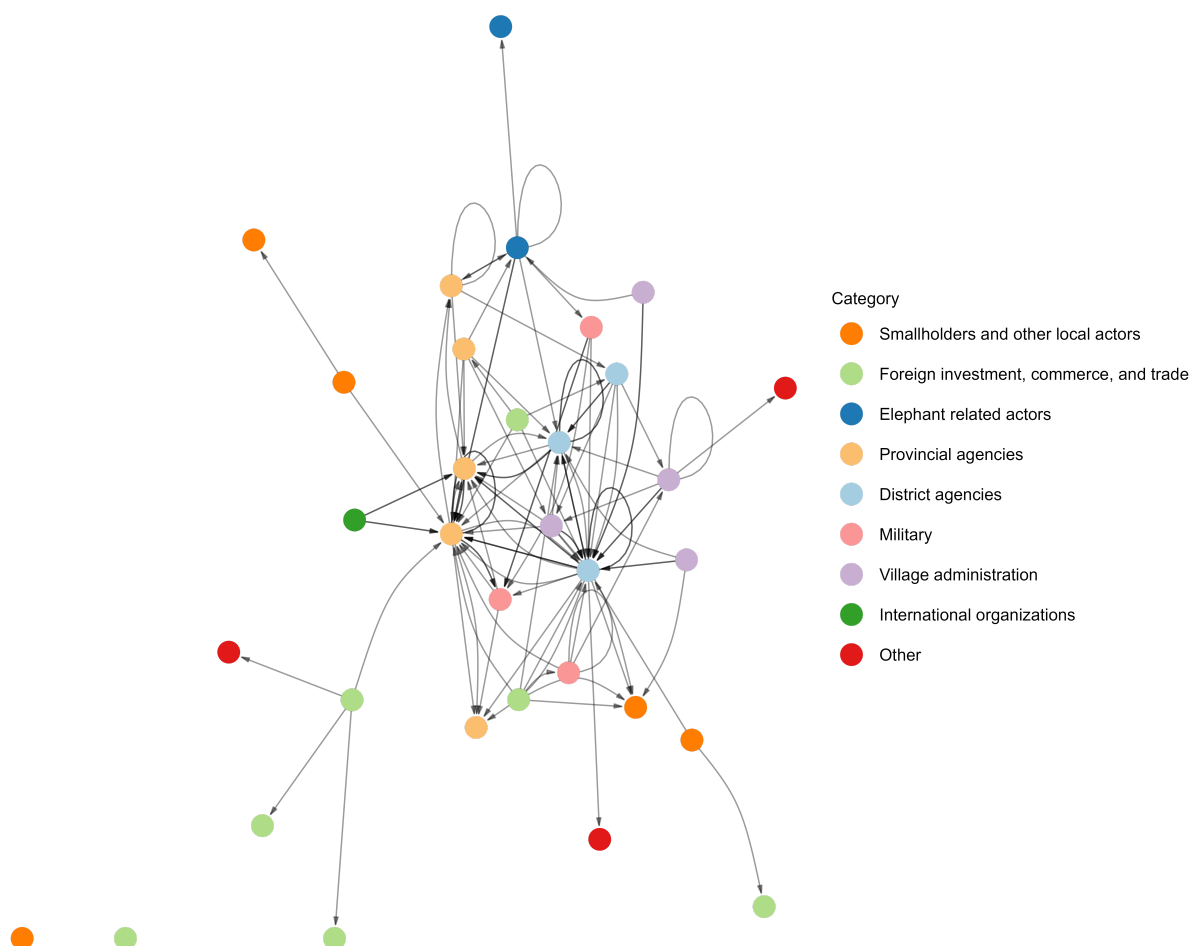 Category
Smallholders and other local actors
Foreign investment, commerce, and trade
Elephant related actors
Provincial agencies
District agencies
Military
Village administration
International organizations
Other